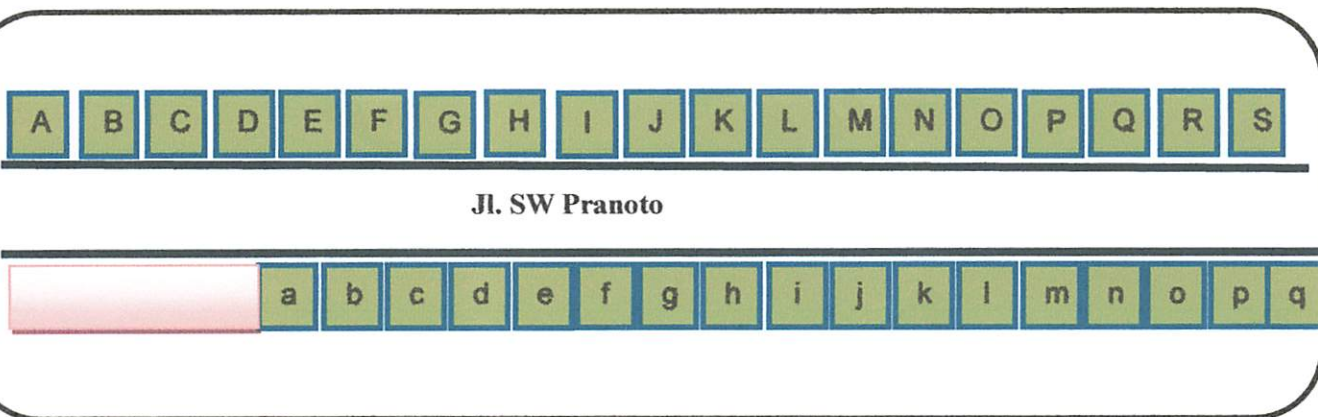 A B C D E F G H I J K L M N O P Q R S
Jl. SW Pranoto
a b c d e f g h i j k l m n o p q